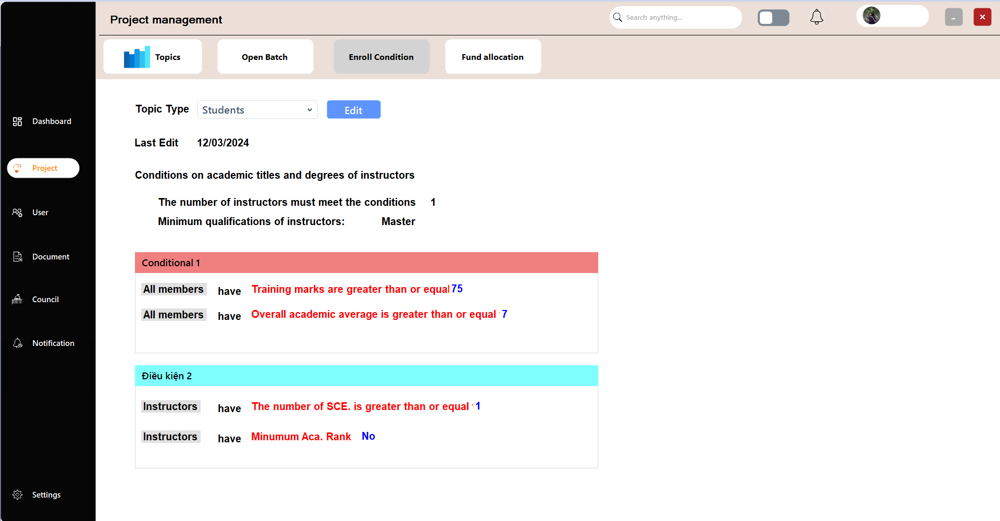 Project management
Search anything...
Topics
Open Batch
Enroll Condition
Fund allocation
Dashboard
Project
User
Document
Council
Notification
Settings
Topic Type
Students
Edit
Last Edit 12/03/2024
Conditions on academic titles and degrees of instructors
The number of instructors must meet the conditions 1
Minimum qualifications of instructors: Master
Conditional 1
All members have Training marks are greater than or equal 75
All members have Overall academic average is greater than or equal 7
Điều kiện 2
Instructors have The number of SCE. is greater than or equal 1
Instructors have Minumum Aca. Rank No